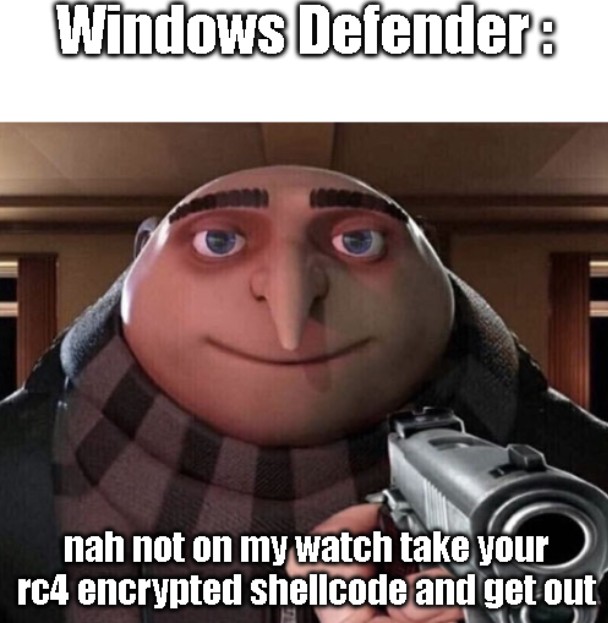 Windows Defender :
nah not on my watch take your
rc4 encrypted shellcode and get out